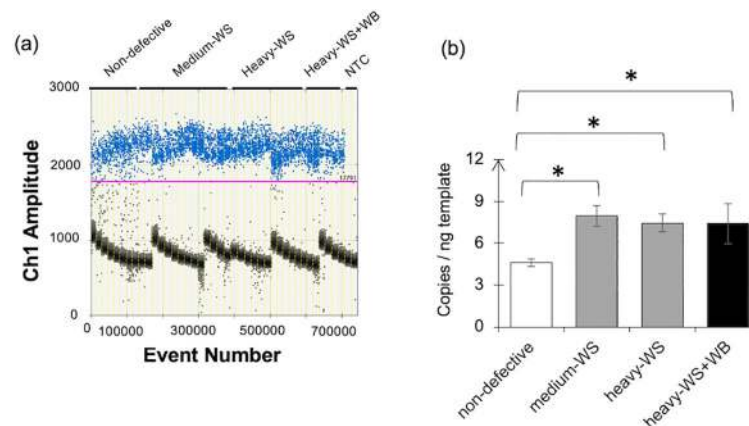 (a)
Non-defective
Medium-WS
Heavy-WS
Heavy-WS+WB
NTC
3000
2000
1000
0
Ch1 Amplitude
0 100000 300000 500000 700000
Event Number
(b)
*
*
*
12
9
6
3
0
Copies / ng template
non-defective
medium-WS
heavy-WS
heavy-WS+WB